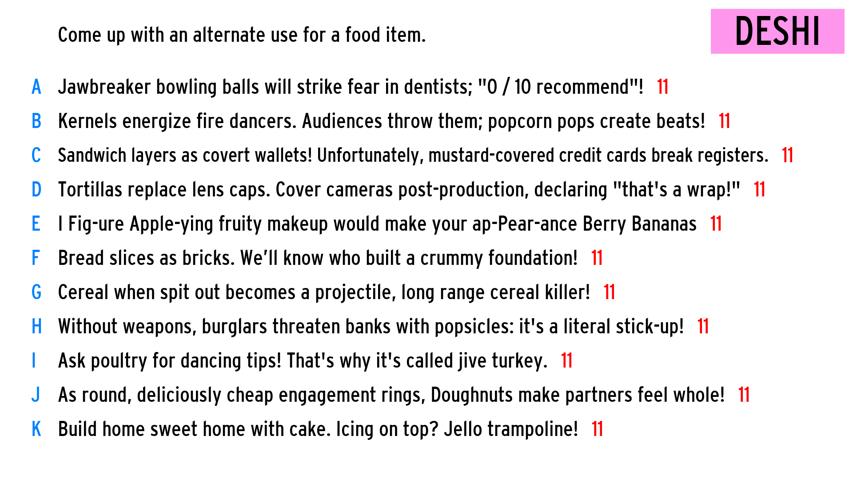 Come up with an alternate use for a food item.
DESHI
A Jawbreaker bowling balls will strike fear in dentists; "0 / 10 recommend"! 11
B Kernels energize fire dancers. Audiences throw them; popcorn pops create beats! 11
C Sandwich layers as covert wallets! Unfortunately, mustard-covered credit cards break registers. 11
D Tortillas replace lens caps. Cover cameras post-production, declaring "that's a wrap!" 11
E I Fig-ure Apple-ying fruity makeup would make your ap-Pear-ance Berry Bananas 11
F Bread slices as bricks. We’ll know who built a crummy foundation! 11
G Cereal when spit out becomes a projectile, long range cereal killer! 11
H Without weapons, burglars threaten banks with popsicles: it's a literal stick-up! 11
I Ask poultry for dancing tips! That's why it's called jive turkey. 11
J As round, deliciously cheap engagement rings, Doughnuts make partners feel whole! 11
K Build home sweet home with cake. Icing on top? Jello trampoline! 11